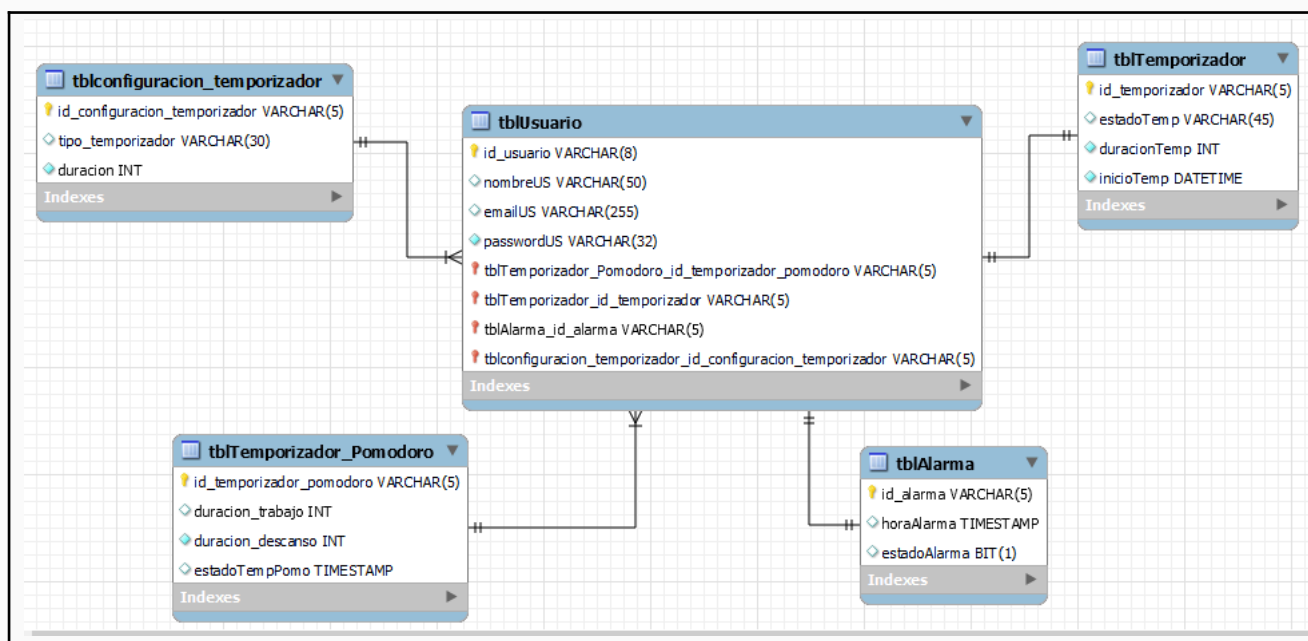 tblconfiguracion_temporizador
id_configuracion_temporizador VARCHAR(5)
tipo_temporizador VARCHAR(30)
duracion INT
Indexes
tblUsuario
id_usuario VARCHAR(8)
nombreUS VARCHAR(50)
emailUS VARCHAR(255)
passwordUS VARCHAR(32)
tblTemporizador_Pomodoro_id_temporizador_pomodoro VARCHAR(5)
tblTemporizador_id_temporizador VARCHAR(5)
tblAlarma_id_alarma VARCHAR(5)
tblconfiguracion_temporizador_id_configuracion_temporizador VARCHAR(5)
Indexes
tblTemporizador
id_temporizador VARCHAR(5)
estadoTemp VARCHAR(45)
duracionTemp INT
inicioTemp DATETIME
Indexes
tblTemporizador_Pomodoro
id_temporizador_pomodoro VARCHAR(5)
duracion_trabajo INT
duracion_descanso INT
estadoTempPomo TIMESTAMP
Indexes
tblAlarma
id_alarma VARCHAR(5)
horaAlarma TIMESTAMP
estadoAlarma BIT(1)
Indexes